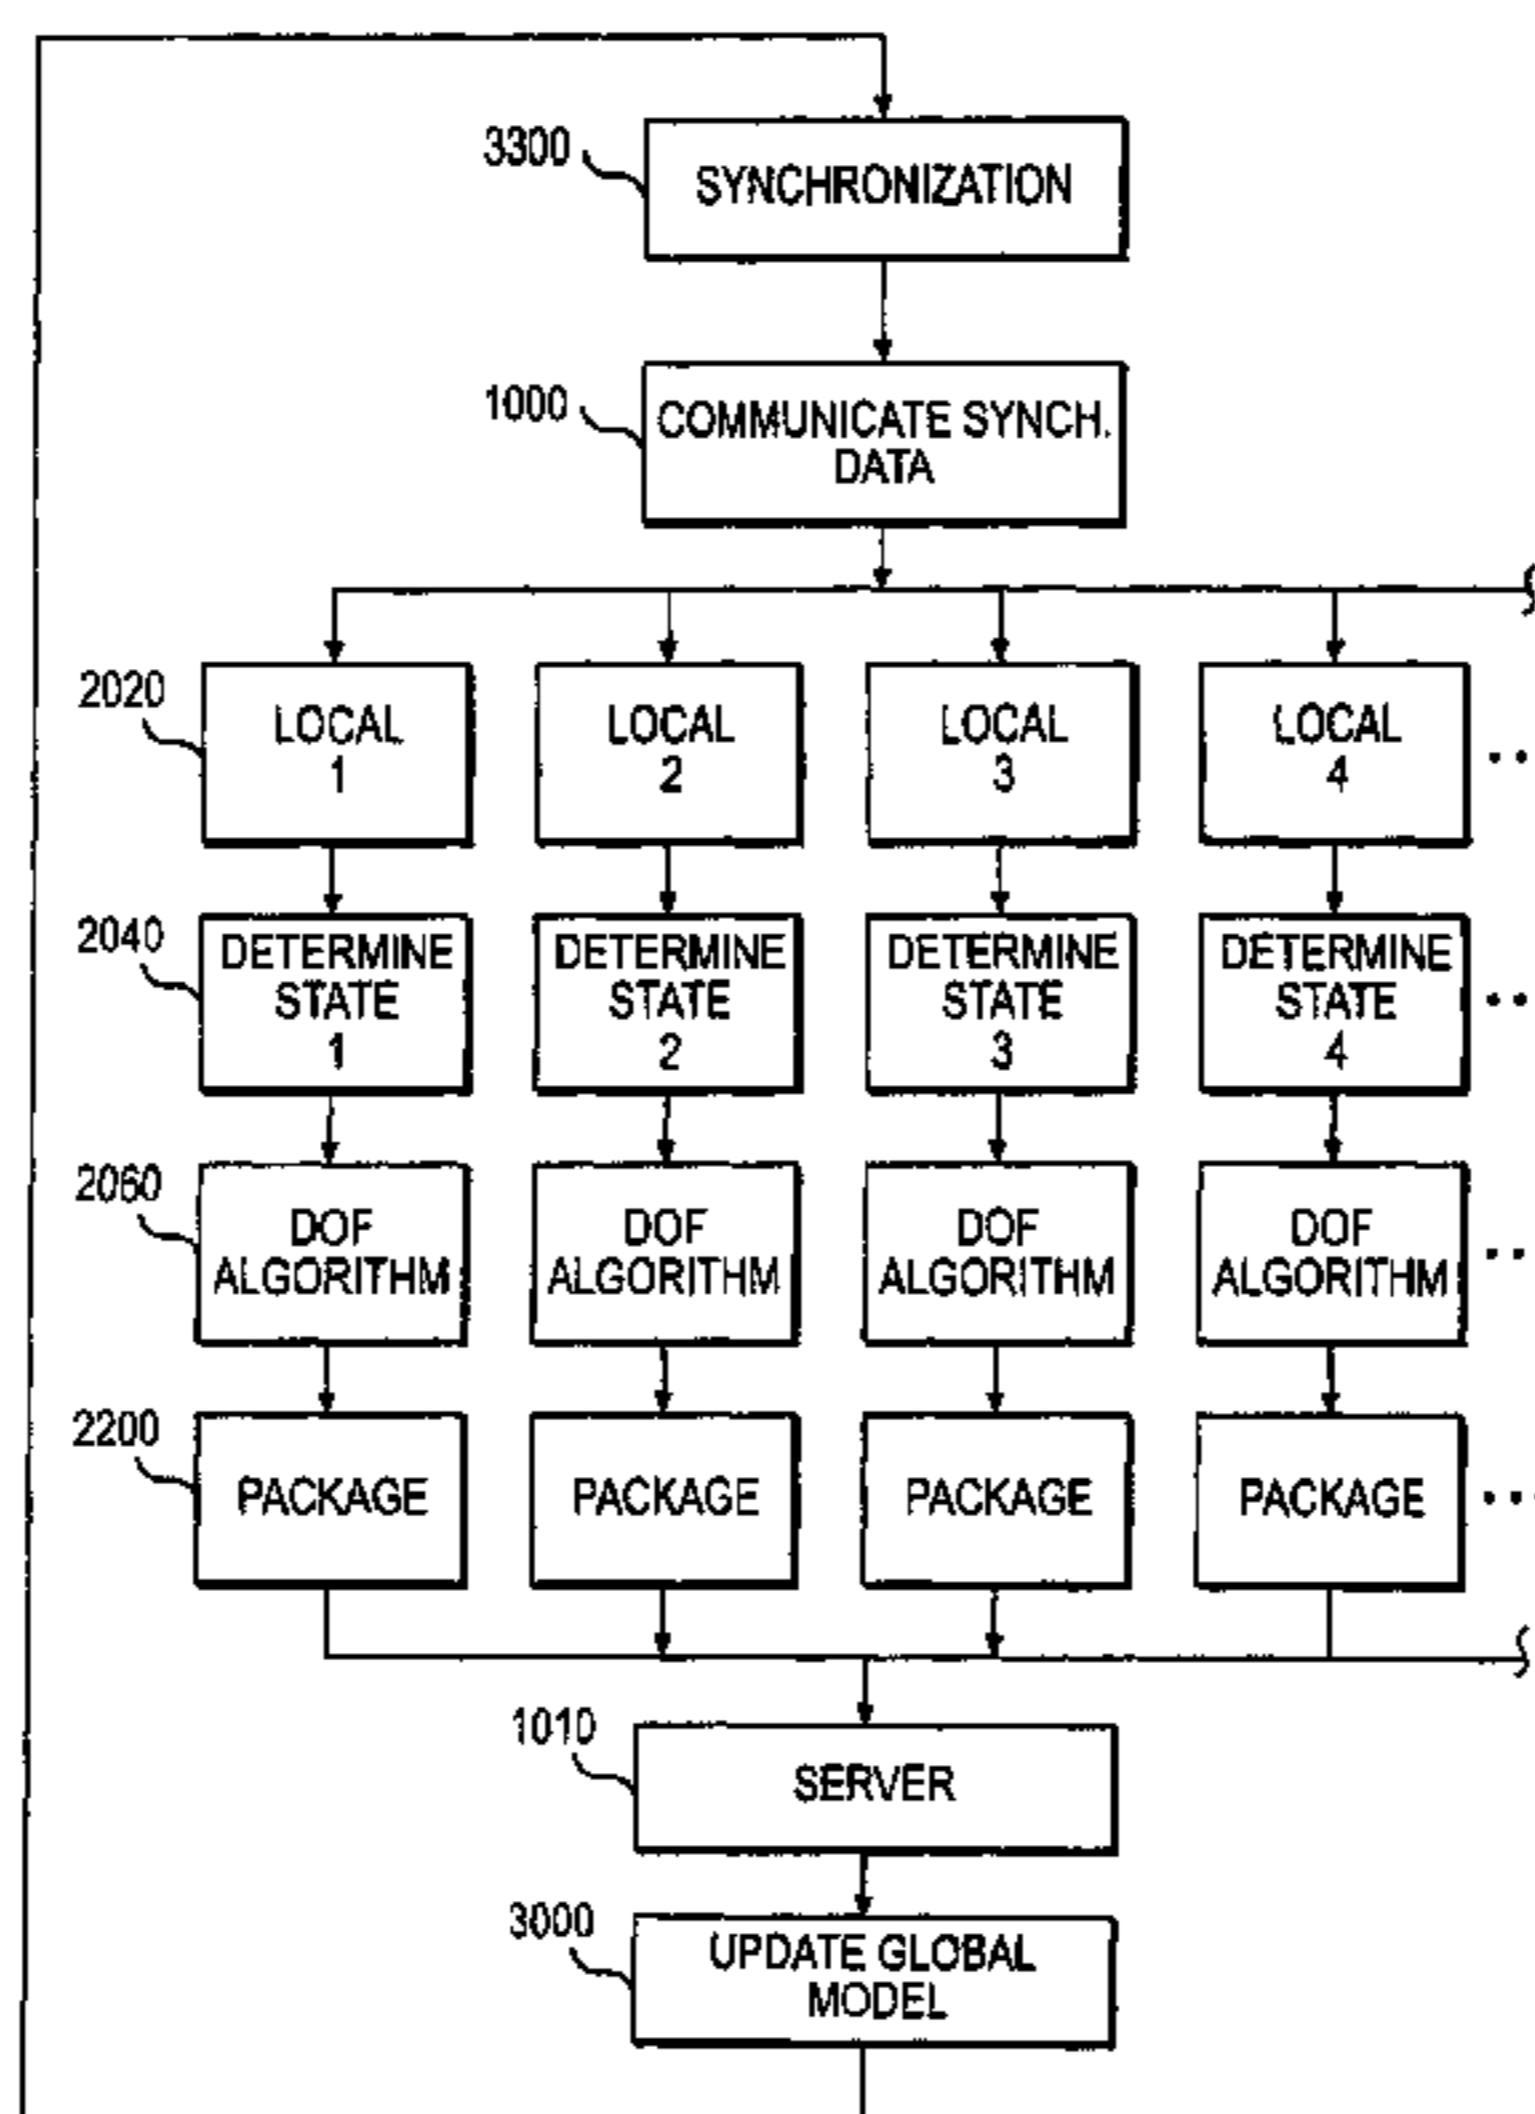 3300
SYNCHRONIZATION
1000
COMMUNICATE SYNCH.
DATA
2020
LOCAL
1
LOCAL
2
LOCAL
3
LOCAL
4
2040
DETERMINE
STATE
1
DETERMINE
STATE
2
DETERMINE
STATE
3
DETERMINE
STATE
4
2060
DOF
ALGORITHM
DOF
ALGORITHM
DOF
ALGORITHM
DOF
ALGORITHM
2200
PACKAGE
PACKAGE
PACKAGE
PACKAGE
1010
SERVER
3000
UPDATE GLOBAL
MODEL